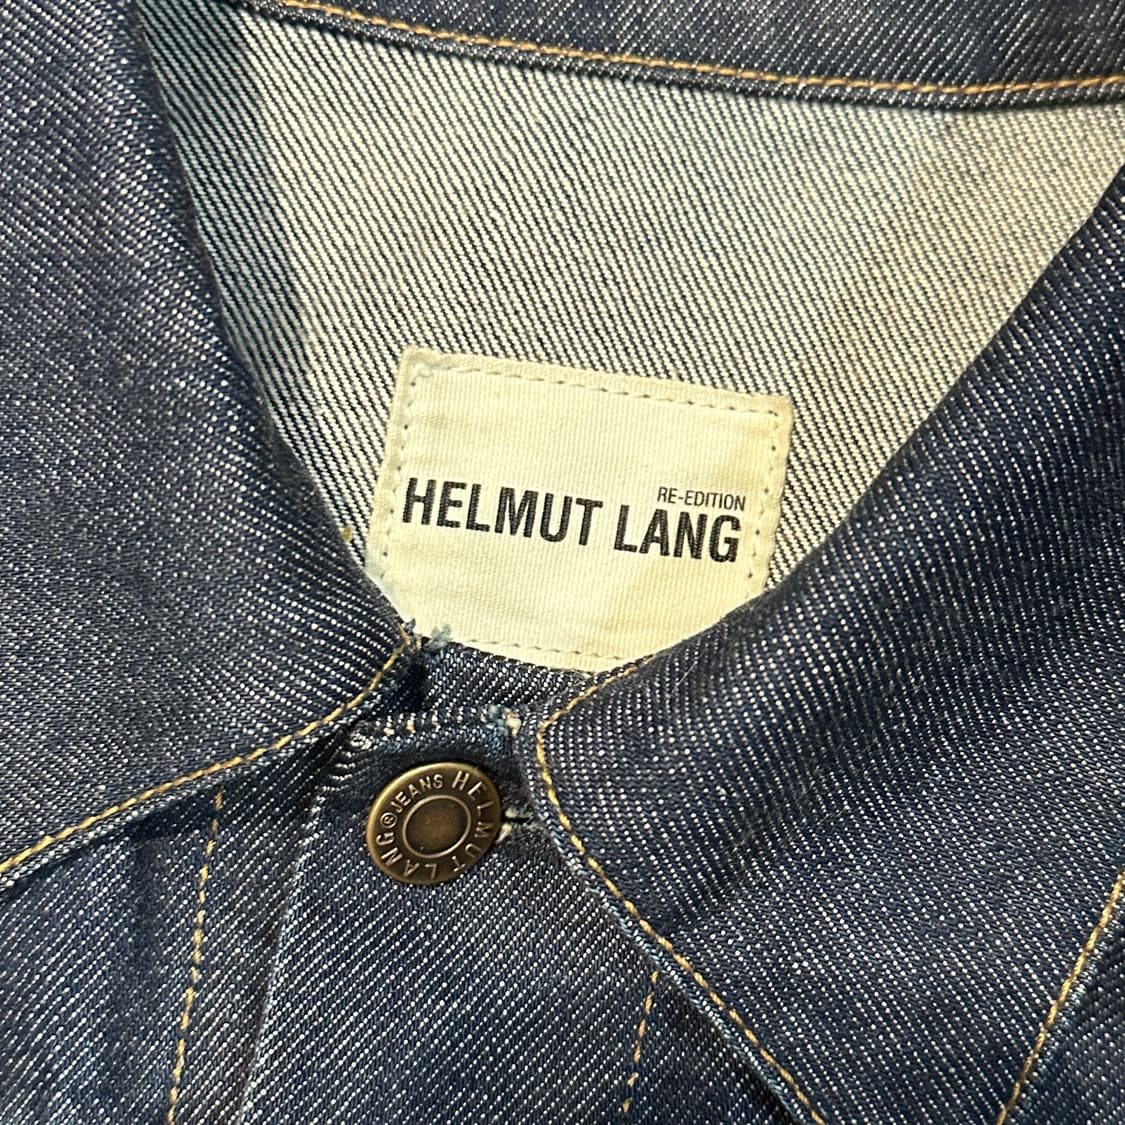 RE-EDITION
HELMUT LANG
HELMUT LANG ® JEANS